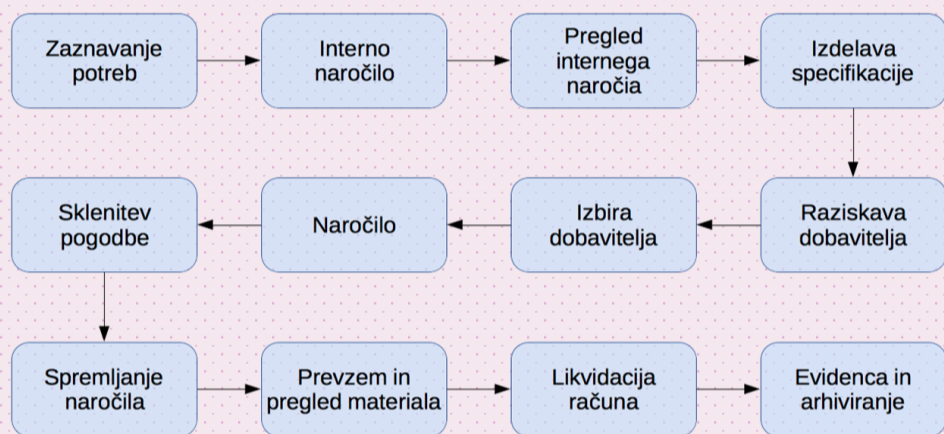 Zaznavanje
potreb
Interno
naročilo
Pregled
internega
naročia
Izdelava
specifikacije
Sklenitev
pogodbe
Naročilo
Izbira
dobavitelja
Raziskava
dobavitelja
Spremljanje
naročila
Prevzem in
pregled materiala
Likvidacija
računa
Evidenca in
arhiviranje